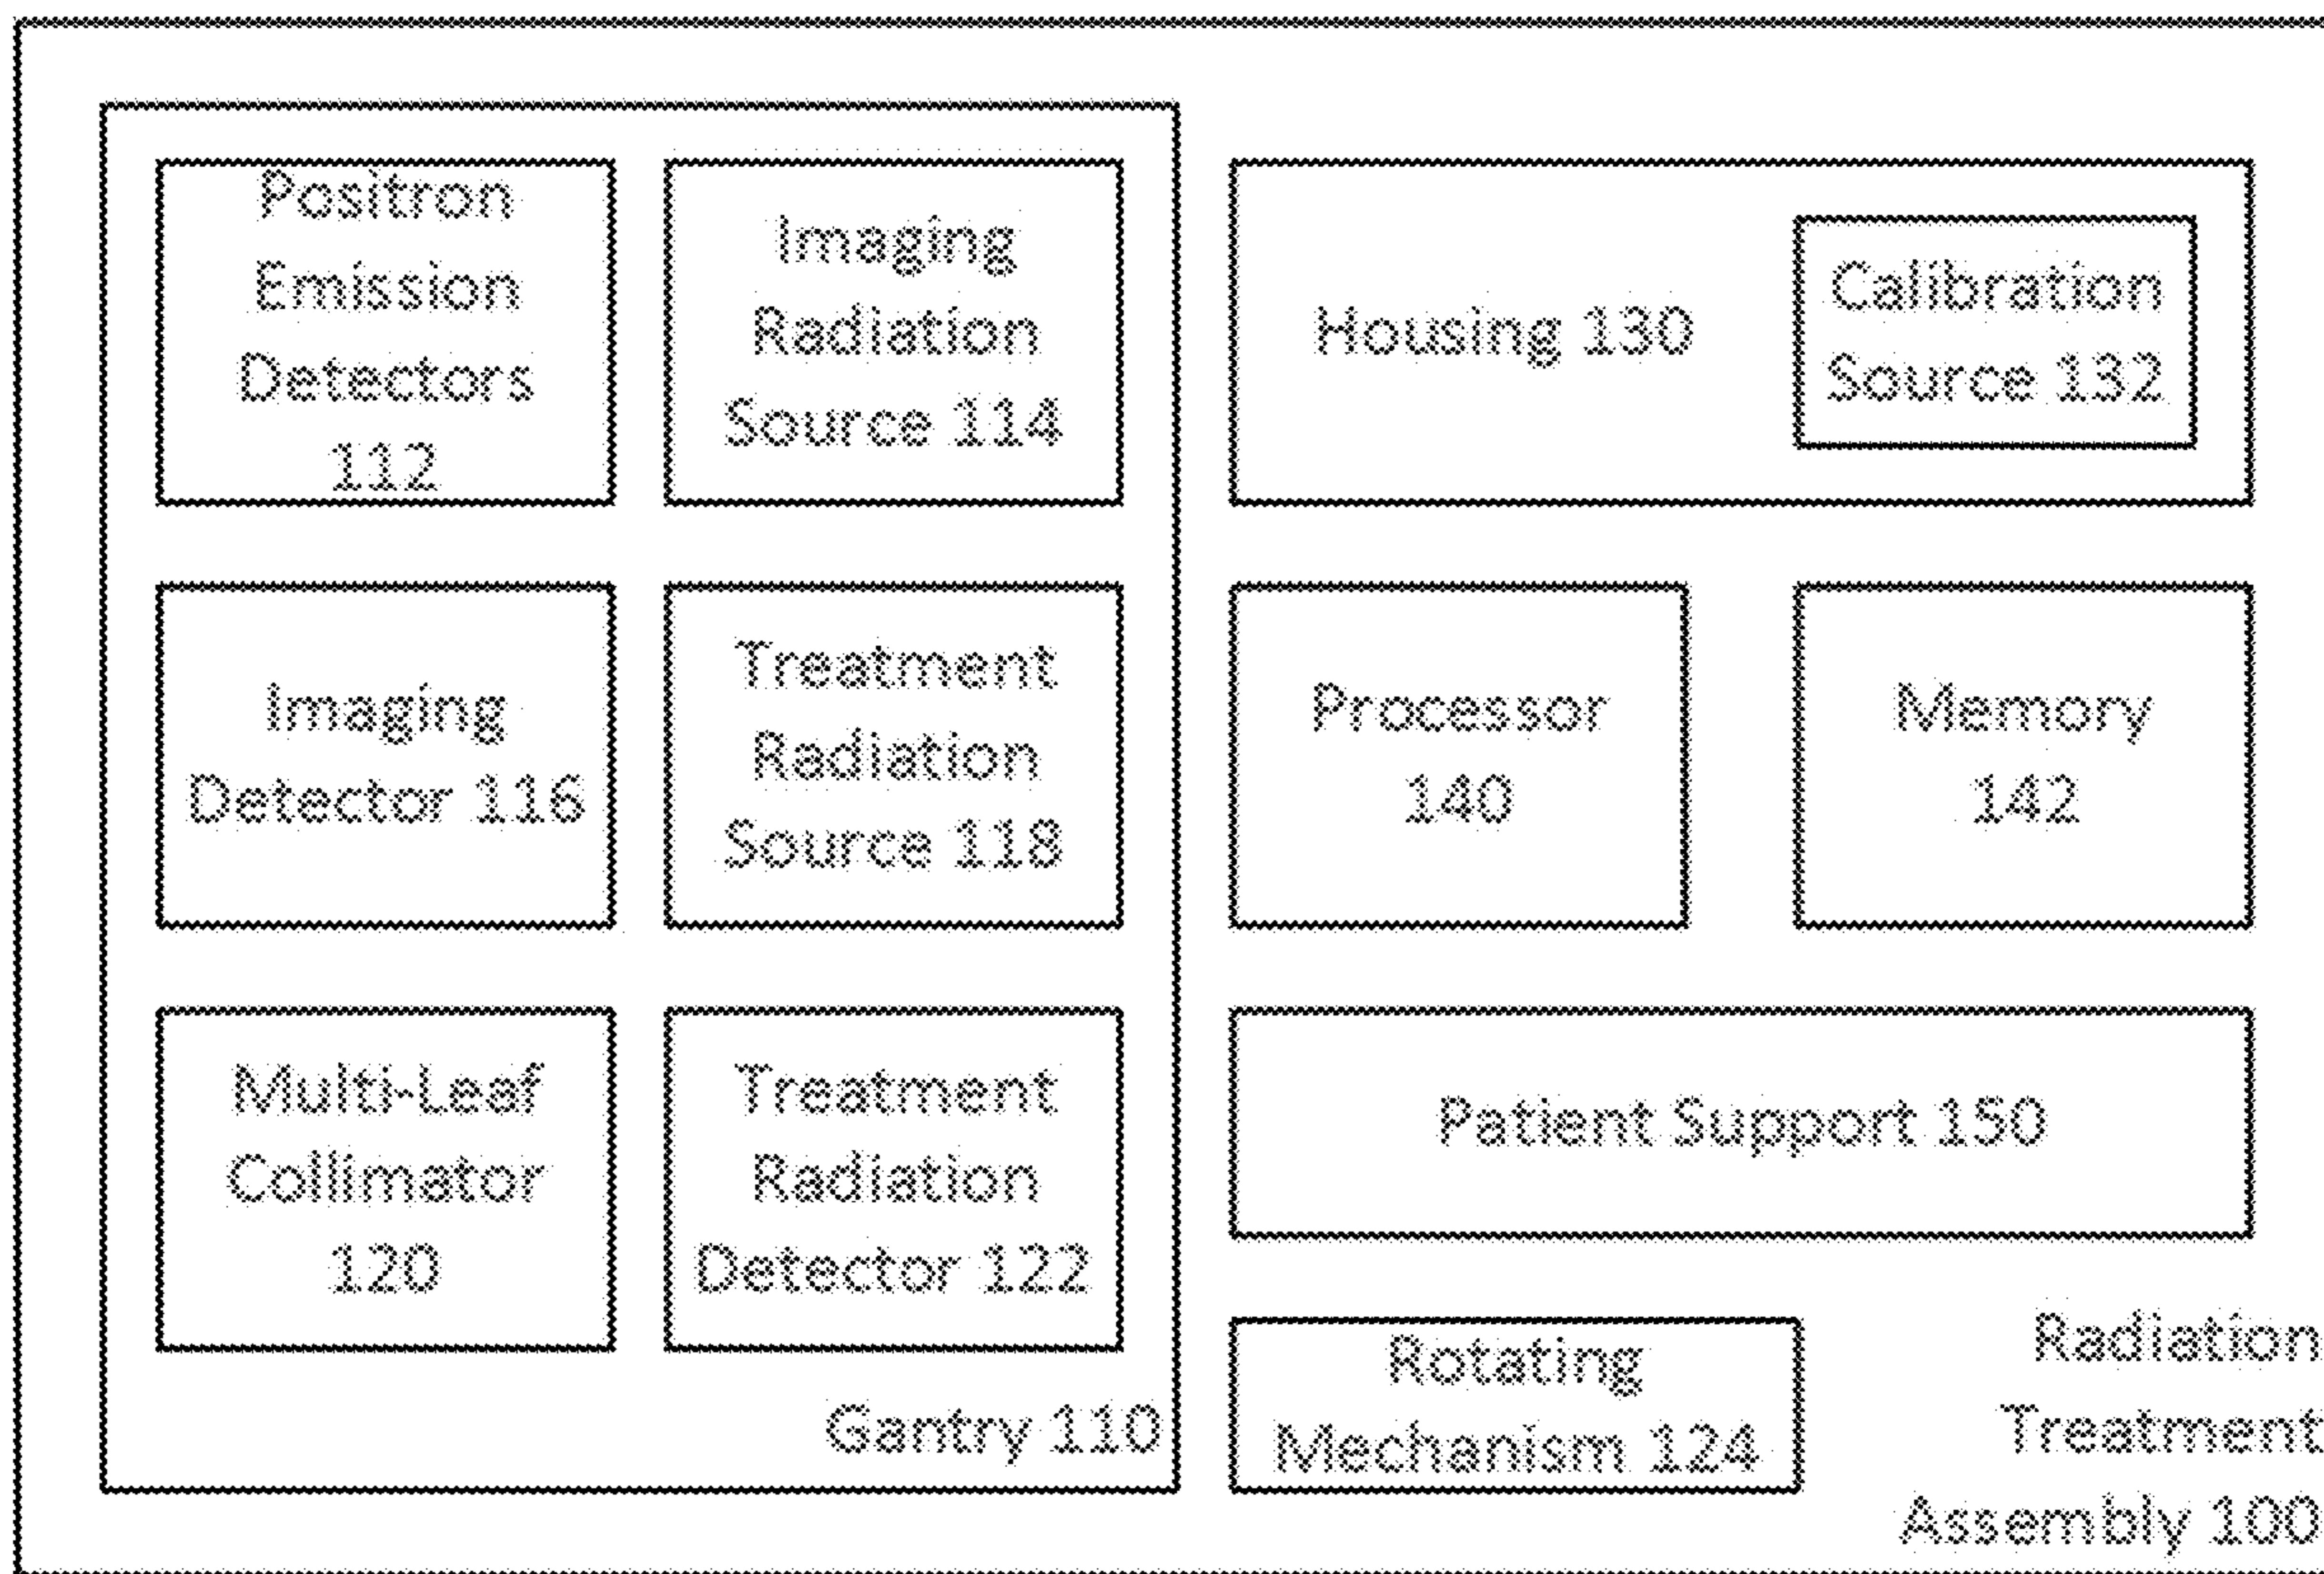 Positron
Emission
Detectors
112
Imaging
Radiation
Source 114
Housing 130
Calibration
Source 132
Imaging
Detector 116
Treatment
Radiation
Source 118
Processor
140
Memory
142
Multi-Leaf
Collimator
120
Treatment
Radiation
Detector 122
Patient Support 150
Gantry 110
Rotating
Mechanism 124
Radiation
Treatment
Assembly 100